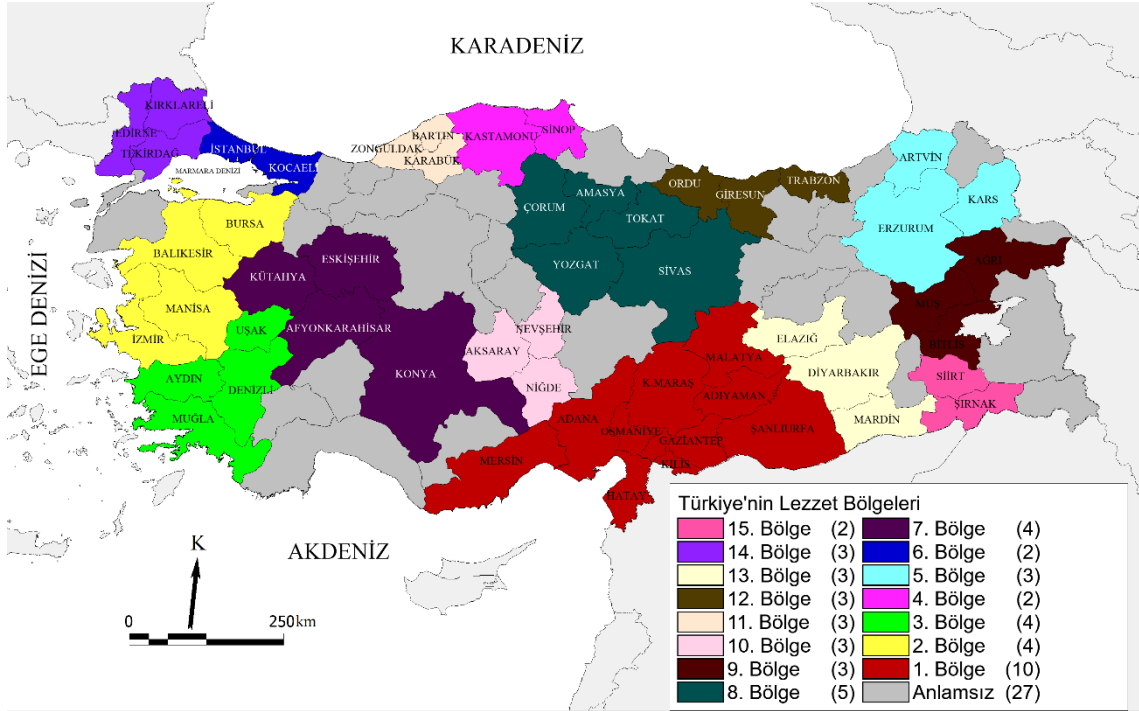 KARADENİZ
KIRKLARELİ
EDİRNE
TEKİRDAĞ
İSTANBUL
KOCAELİ
MARMARA DENİZİ
BARTIN
ZONGULDAK
KARABÜK
KASTAMONU
SİNOP
ÇORUM
AMASYA
TOKAT
YOZGAT
SİVAS
ORDU
GİRESUN
TRABZON
ARTVİN
KARS
ERZURUM
AĞRI
MUŞ
BİTLİS
SİİRT
ŞIRNAK
BURSA
BALIKESİR
MANİSA
İZMİR
EGE DENİZİ
KÜTAHYA
ESKİŞEHİR
AFYONKARAHİSAR
KONYA
UŞAK
AYDIN
DENİZLİ
MUĞLA
NEVŞEHİR
AKSARAY
NİĞDE
ELAZIĞ
DİYARBAKIR
MARDİN
MALATYA
K.MARAŞ
ADIYAMAN
ADANA
OSMANİYE
GAZİANTEP
ŞANLIURFA
KİLİS
MERSİN
HATAY
AKDENİZ
K
0 250 km
Türkiye'nin Lezzet Bölgeleri
15. Bölge (2) 7. Bölge (4)
14. Bölge (3) 6. Bölge (2)
13. Bölge (3) 5. Bölge (3)
12. Bölge (3) 4. Bölge (2)
11. Bölge (3) 3. Bölge (4)
10. Bölge (3) 2. Bölge (4)
9. Bölge (3) 1. Bölge (10)
8. Bölge (5) Anlamsız (27)